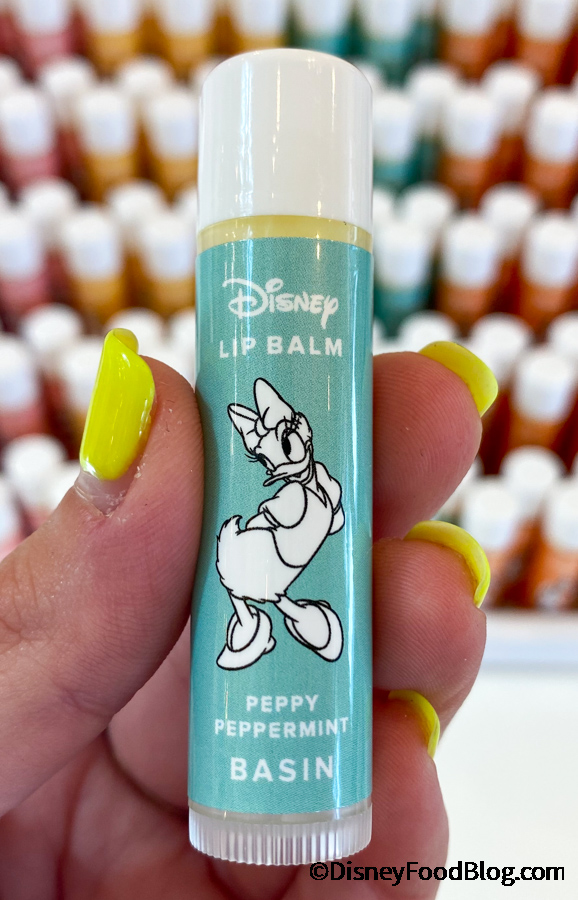 Disney
LIP BALM
PEPPY
PEPPERMINT
BASIN
©DisneyFoodBlog.com